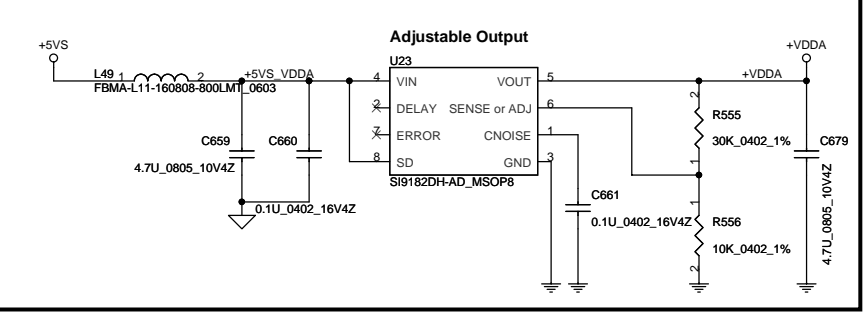 Adjustable Output
+5VS
+VDDA
U23
L49 1 2 +5VS_VDDA
FBMA-L11-160808-800LMT_0603
4 VIN VOUT 5
+VDDA
2 DELAY SENSE or ADJ 6
7 ERROR CNOISE 1
8 SD GND 3
SI9182DH-AD_MSOP8
C659
4.7U_0805_10V4Z
C660
0.1U_0402_16V4Z
C661
0.1U_0402_16V4Z
2
R555
30K_0402_1%
1
1
R556
10K_0402_1%
2
C679
4.7U_0805_10V4Z